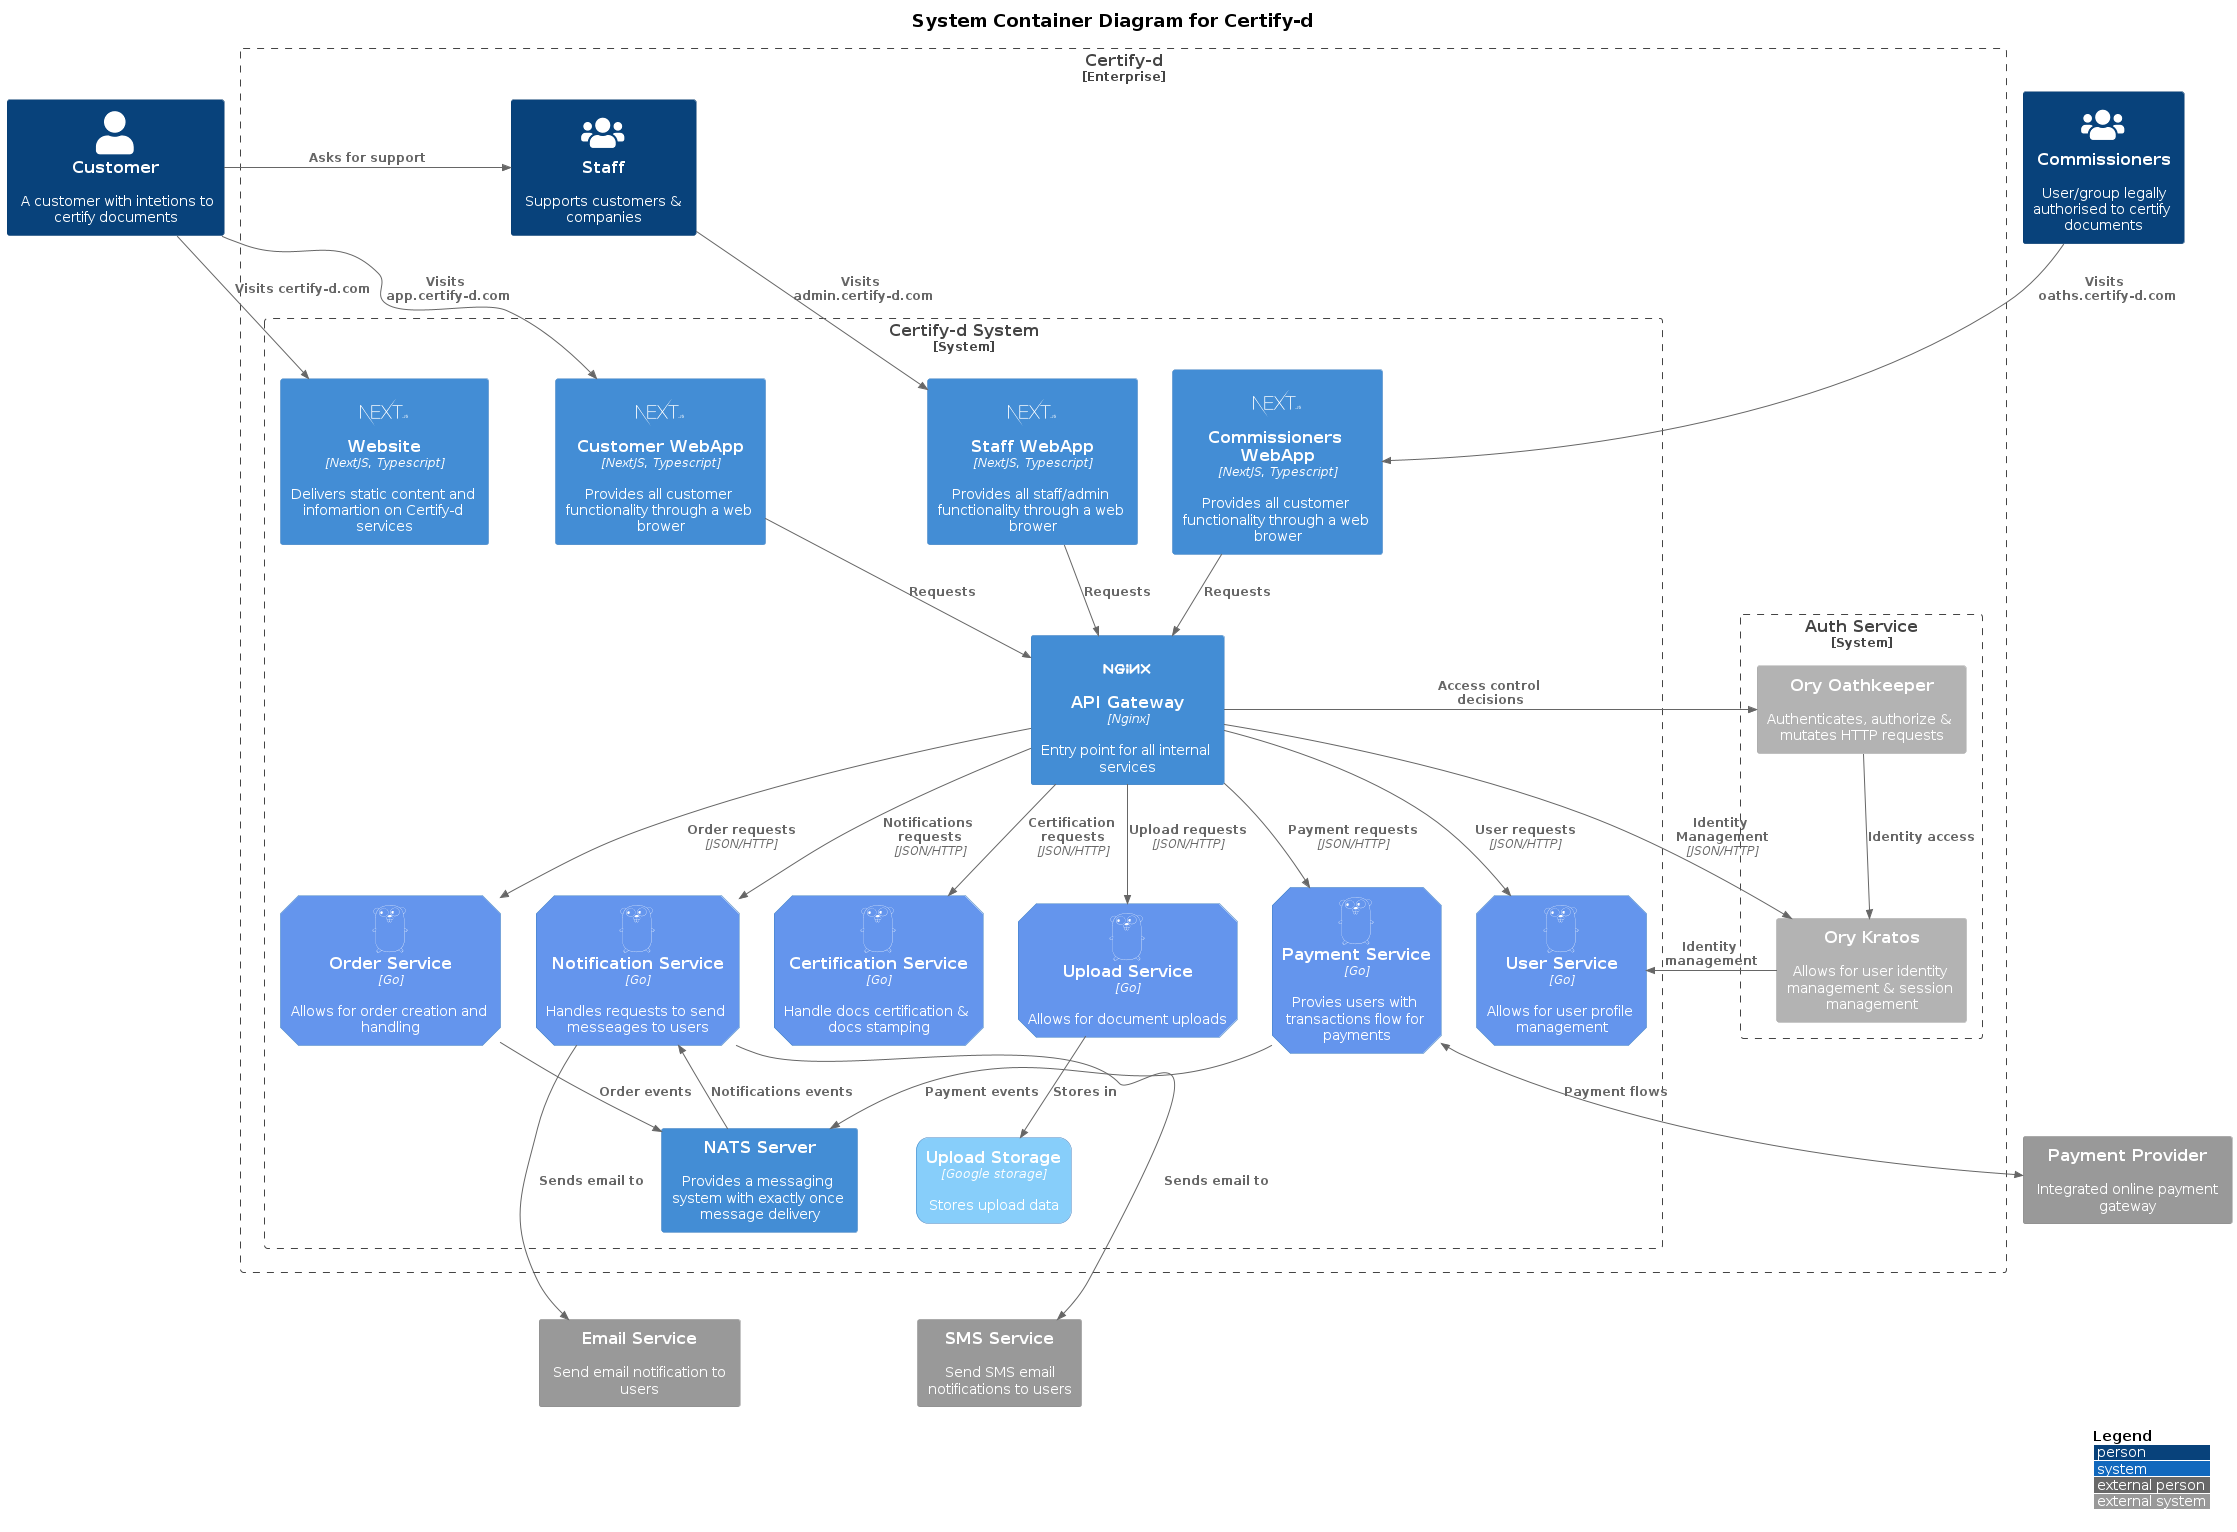 System Container Diagram for Certify-d
Certify-d
[Enterprise]
Customer
A customer with intetions to
certify documents
Asks for support
Staff
Supports customers &
companies
Commissioners
User/group legally
authorised to certify
documents
Visits certify-d.com
Visits
app.certify-d.com
Visits
admin.certify-d.com
Visits
oaths.certify-d.com
Certify-d System
[System]
NEXT.JS
Website
[NextJS, Typescript]
Delivers static content and
infomartion on Certify-d
services
NEXT.JS
Customer WebApp
[NextJS, Typescript]
Provides all customer
functionality through a web
brower
NEXT.JS
Staff WebApp
[NextJS, Typescript]
Provides all staff/admin
functionality through a web
brower
NEXT.JS
Commissioners
WebApp
[NextJS, Typescript]
Provides all customer
functionality through a web
brower
Requests
Requests
Requests
NGINX
API Gateway
[Nginx]
Entry point for all internal
services
Access control
decisions
Auth Service
[System]
Ory Oathkeeper
Authenticates, authorize &
mutates HTTP requests
Order requests
[JSON/HTTP]
Notifications
requests
[JSON/HTTP]
Certification
requests
[JSON/HTTP]
Upload requests
[JSON/HTTP]
Payment requests
[JSON/HTTP]
User requests
[JSON/HTTP]
Identity
Management
[JSON/HTTP]
Identity access
Order Service
[Go]
Allows for order creation and
handling
Notification Service
[Go]
Handles requests to send
messeages to users
Certification Service
[Go]
Handle docs certification &
docs stamping
Upload Service
[Go]
Allows for document uploads
Payment Service
[Go]
Provies users with
transactions flow for
payments
User Service
[Go]
Allows for user profile
management
Identity
management
Ory Kratos
Allows for user identity
management & session
management
Order events
Notifications events
Payment events
Stores in
Payment flows
NATS Server
Provides a messaging
system with exactly once
message delivery
Upload Storage
[Google storage]
Stores upload data
Payment Provider
Integrated online payment
gateway
Sends email to
Sends email to
Email Service
Send email notification to
users
SMS Service
Send SMS email
notifications to users
Legend
person
system
external person
external system